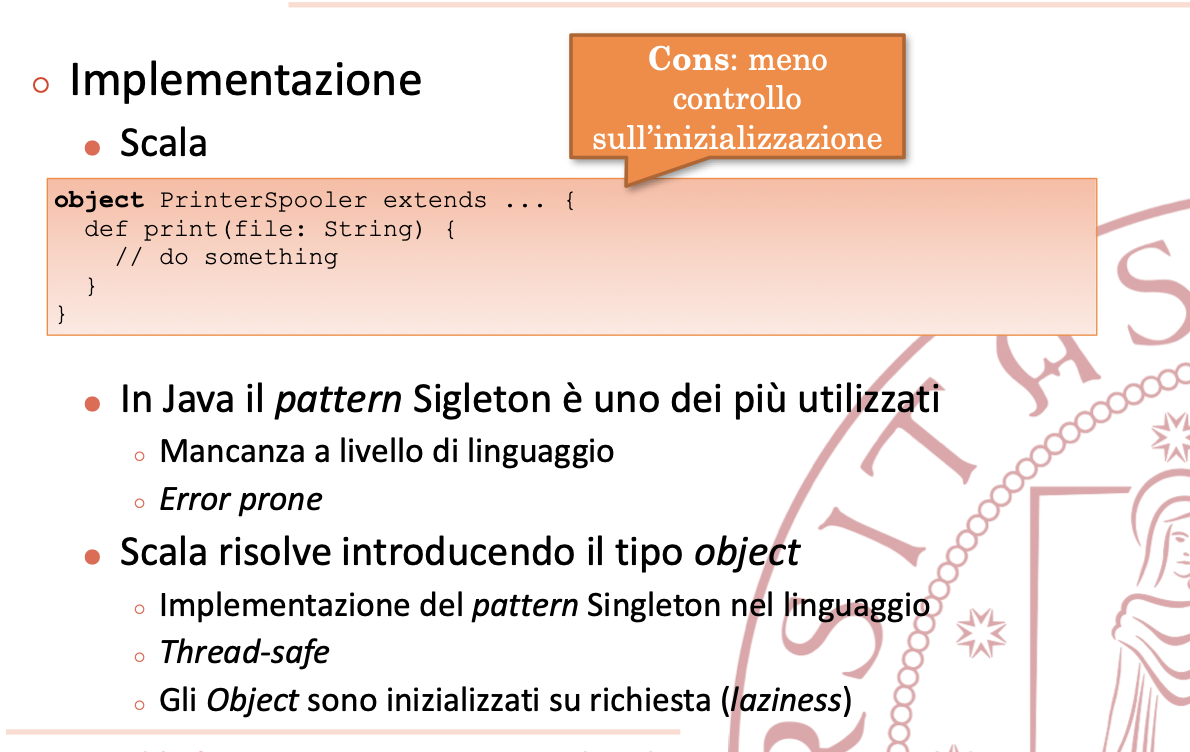 Cons: meno
controllo
sull'inizializzazione
Implementazione
Scala
object PrinterSpooler extends ... {
def print(file: String) {
// do something
}
}
In Java il pattern Sigleton è uno dei più utilizzati
Mancanza a livello di linguaggio
Error prone
Scala risolve introducendo il tipo object
Implementazione del pattern Singleton nel linguaggio
Thread-safe
Gli Object sono inizializzati su richiesta (laziness)
RSITAS